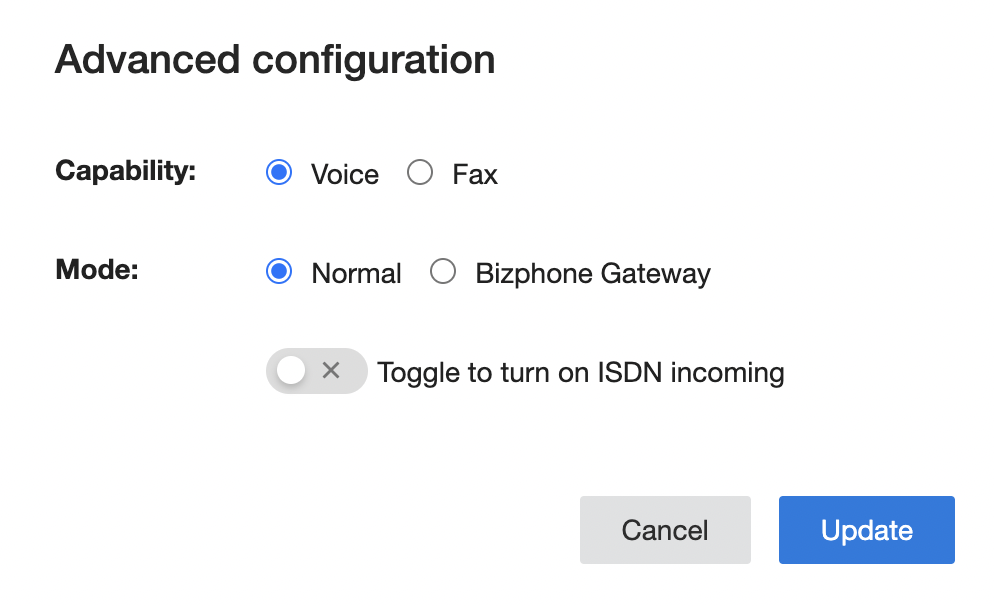 Advanced configuration
Capability: Voice Fax
Mode: Normal Bizphone Gateway
Toggle to turn on ISDN incoming
Cancel Update